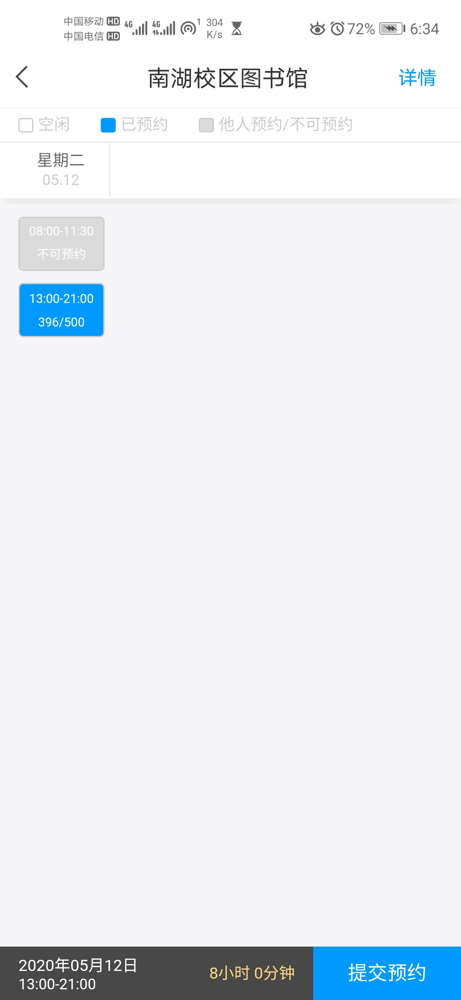 中国移动 HD 4G 4G 1 304 72% 6:34
中国电信 HD K/s
南湖校区图书馆 详情
空闲 已预约 他人预约/不可预约
星期二
05.12
08:00-11:30
不可预约
13:00-21:00
396/500
2020年05月12日
13:00-21:00
8小时 0分钟
提交预约